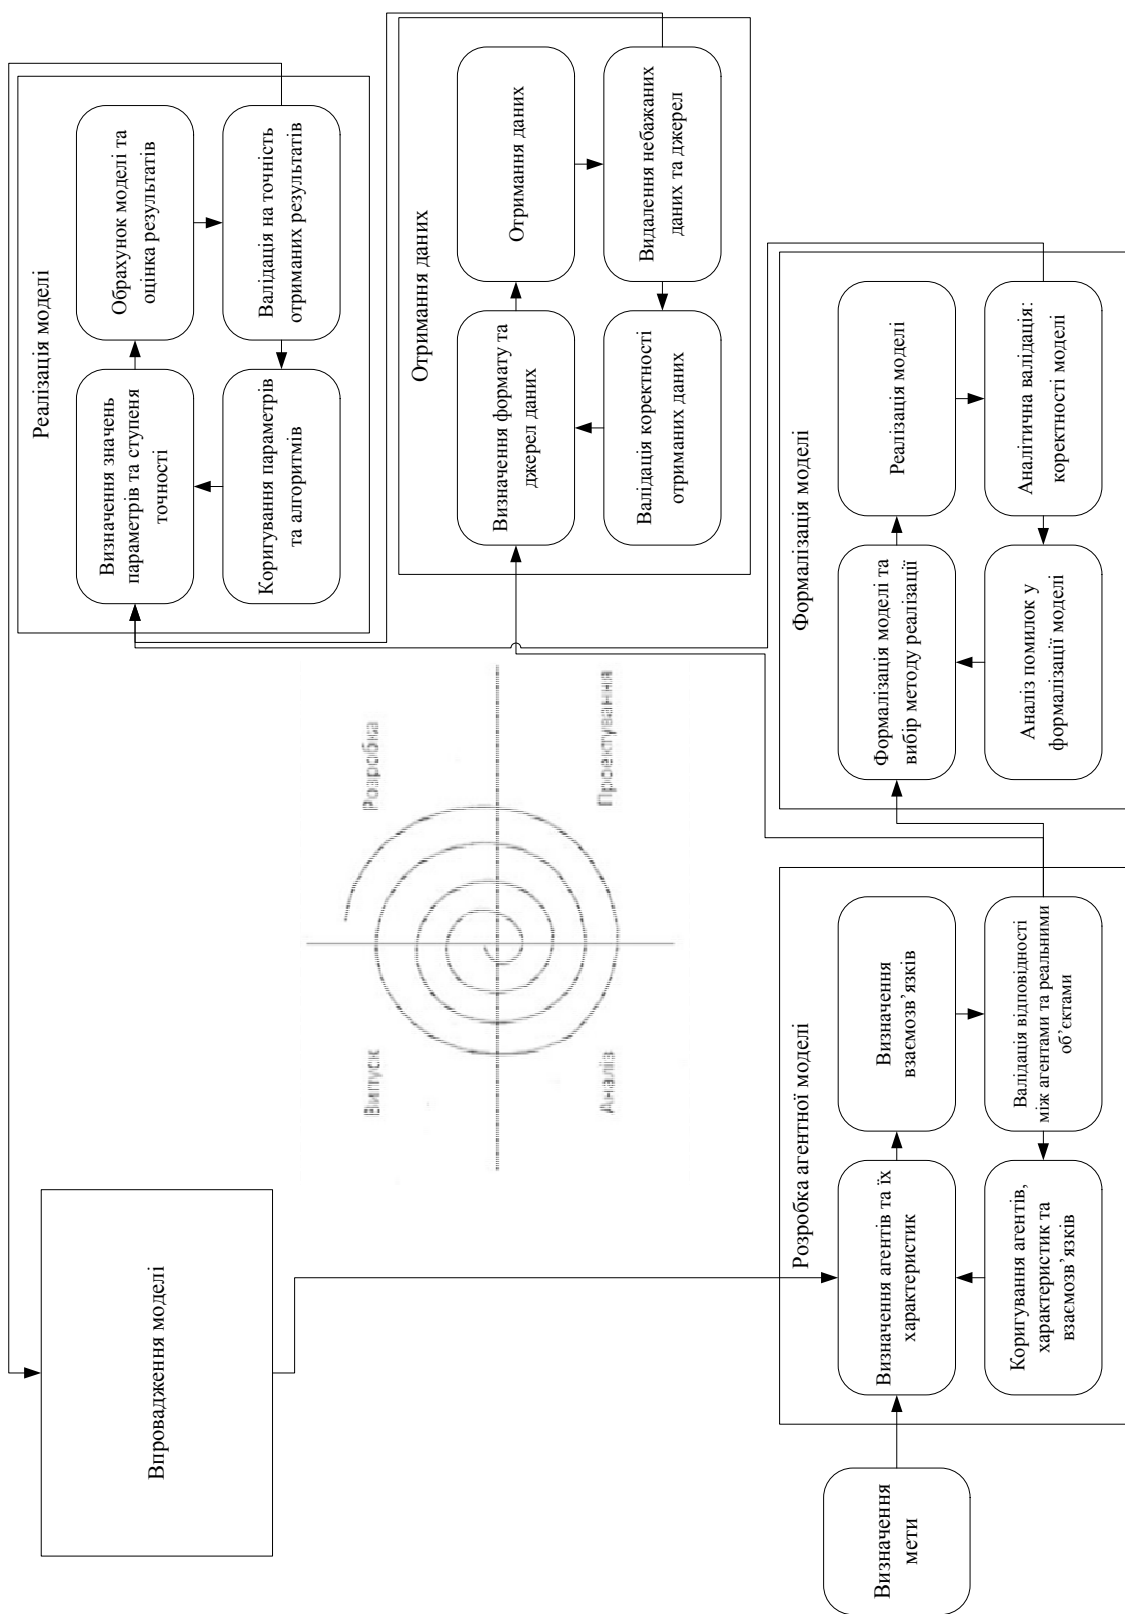 Впровадження моделі
Реалізація моделі
Визначення значень
параметрів та ступеня
точності
Обрахунок моделі та
оцінка результатів
Коригування параметрів
та алгоритмів
Валідація на точність
отриманих результатів
Отримання даних
Визначення формату та
джерел даних
Отримання даних
Валідація коректності
отриманих даних
Видалення небажаних
даних та джерел
Випуск
Розробка
Аналіз
Проектування
Визначення
мети
Розробка агентної моделі
Визначення агентів та їх
характеристик
Визначення
взаємозв’язків
Коригування агентів,
характеристик та
взаємозв’язків
Валідація відповідності
між агентами та реальними
об’єктами
Формалізація моделі
Формалізація моделі та
вибір методу реалізації
Реалізація моделі
Аналіз помилок у
формалізації моделі
Аналітична валідація:
коректності моделі